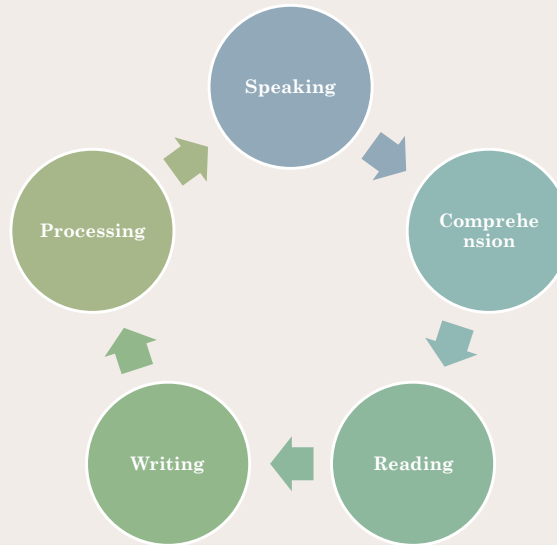 Speaking
Comprehe
nsion
Reading
Writing
Processing